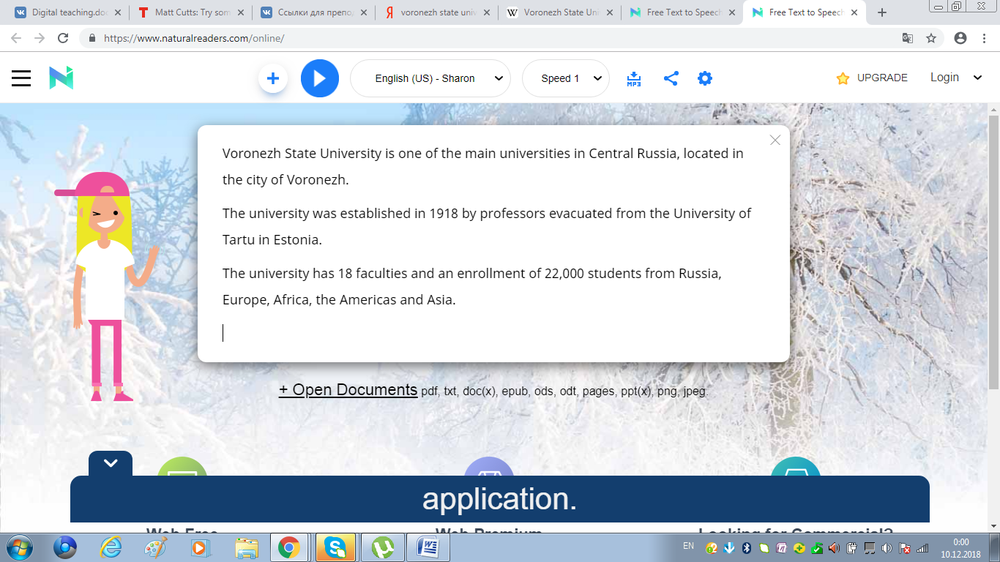 Digital teaching.doc
Matt Cutts: Try som
Ссылки для препод
voronezh state univ
Voronezh State Uni
Free Text to Speech
Free Text to Speech
https://www.naturalreaders.com/online/
English (US) - Sharon
Speed 1
MP3
UPGRADE
Login
Voronezh State University is one of the main universities in Central Russia, located in
the city of Voronezh.
The university was established in 1918 by professors evacuated from the University of
Tartu in Estonia.
The university has 18 faculties and an enrollment of 22,000 students from Russia,
Europe, Africa, the Americas and Asia.
+ Open Documents pdf, txt, doc(x), epub, ods, odt, pages, ppt(x), png, jpeg.
application.
Web Free
Web Premium
Looking for Commercial?
EN
0:00
10.12.2018